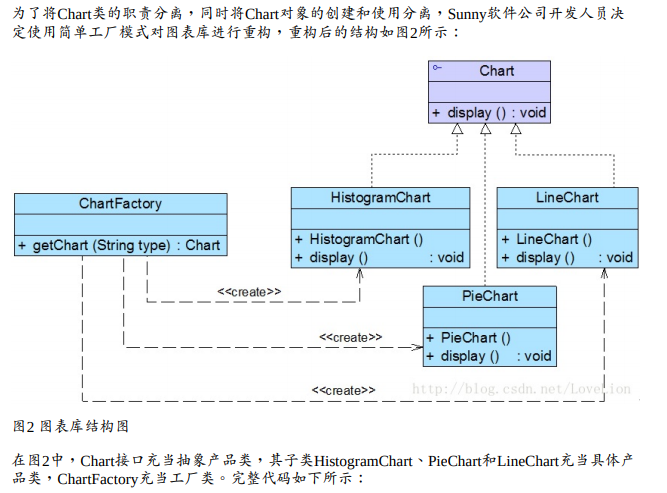 为了将Chart类的职责分离，同时将Chart对象的创建和使用分离，Sunny软件公司开发人员决
定使用简单工厂模式对图表库进行重构，重构后的结构如图2所示：
Chart
+ display () : void
ChartFactory
+ getChart (String type) : Chart
HistogramChart
+ HistogramChart ()
+ display () : void
LineChart
+ LineChart ()
+ display () : void
<<create>>
PieChart
+ PieChart ()
+ display () : void
<<create>>
<<create>>
http://blog.csdn.net/LoveLion
图2 图表库结构图
在图2中，Chart接口充当抽象产品类，其子类HistogramChart、PieChart和LineChart充当具体产
品类，ChartFactory充当工厂类。完整代码如下所示：